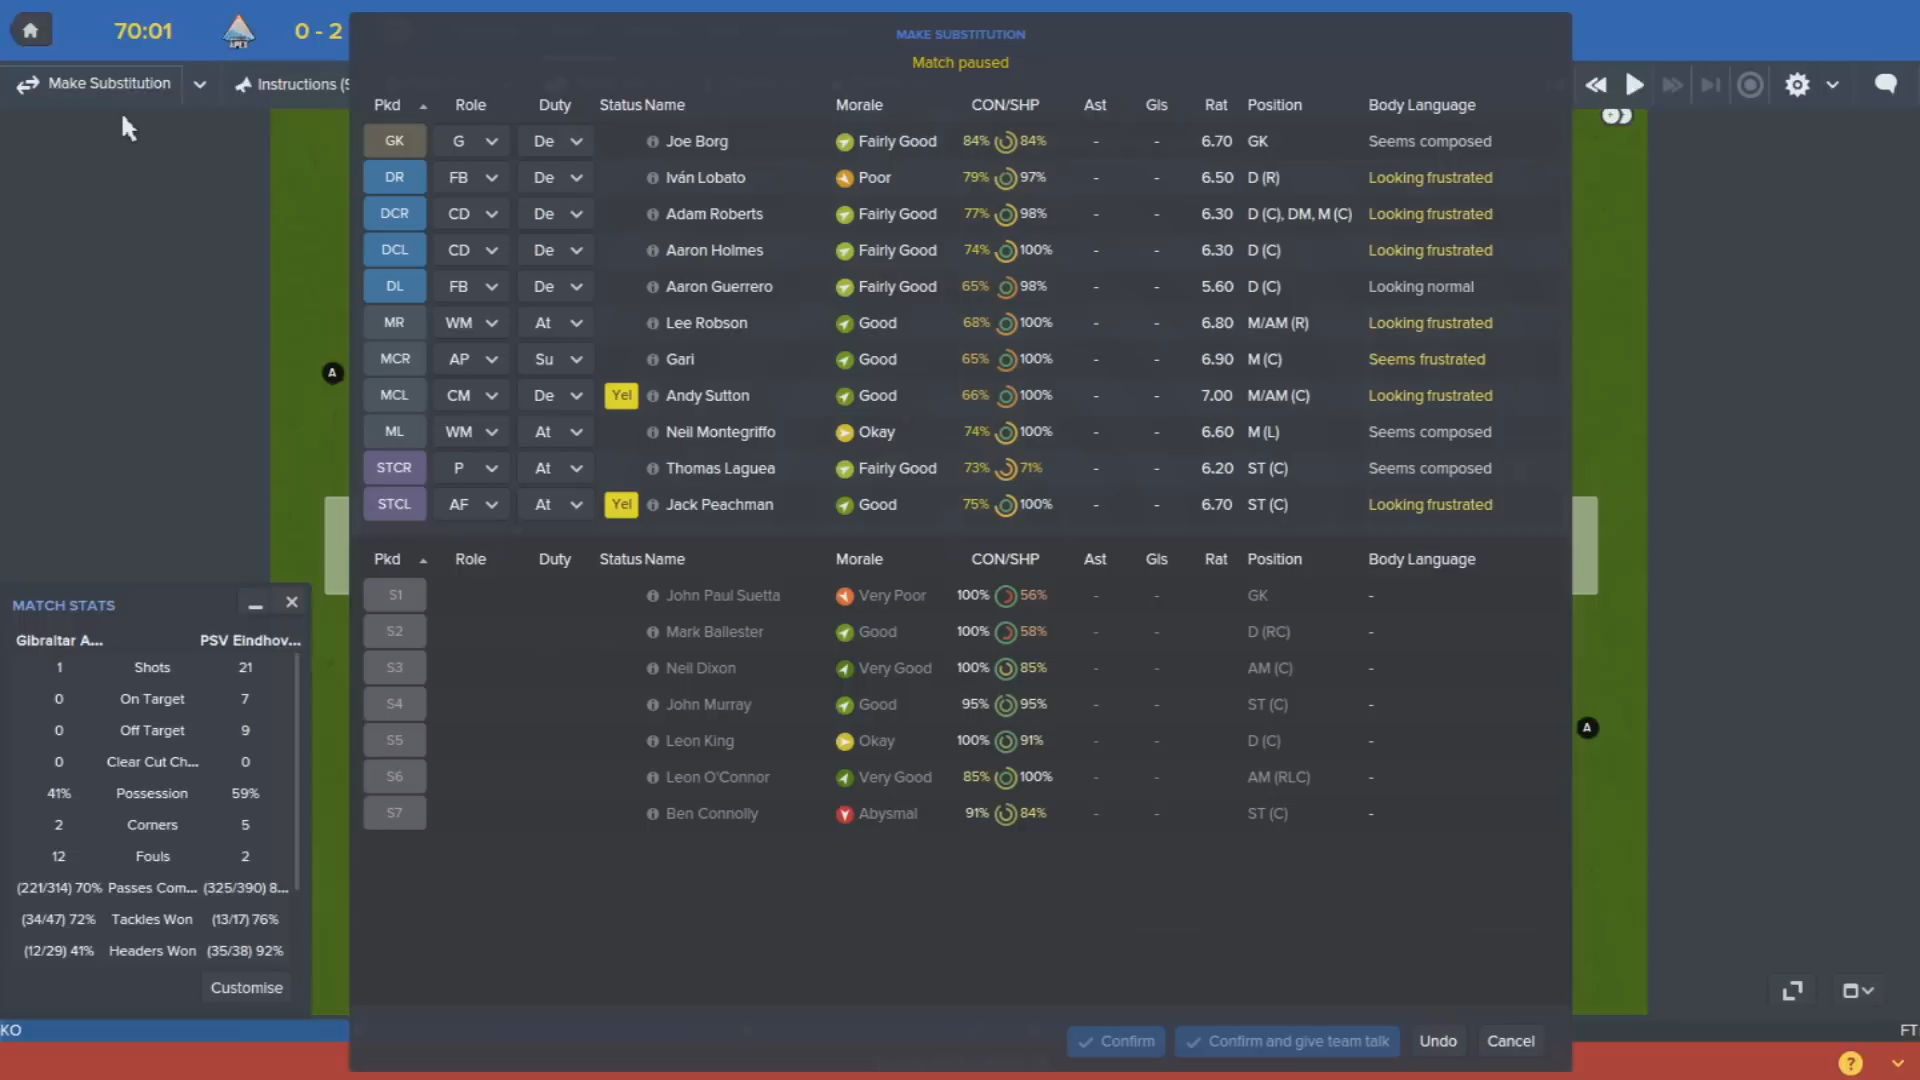 70:01
APEX
0 - 2
Make Substitution
Instructions (S
MAKE SUBSTITUTION
Match paused
Pkd Role Duty Status Name Morale CON/SHP Ast Gls Rat Position Body Language
GK G De Joe Borg Fairly Good 84% 84% - - 6.70 GK Seems composed
DR FB De Iván Lobato Poor 79% 97% - - 6.50 D (R) Looking frustrated
DCR CD De Adam Roberts Fairly Good 77% 98% - - 6.30 D (C), DM, M (C) Looking frustrated
DCL CD De Aaron Holmes Fairly Good 74% 100% - - 6.30 D (C) Looking frustrated
DL FB De Aaron Guerrero Fairly Good 65% 98% - - 5.60 D (C) Looking normal
MR WM At Lee Robson Good 68% 100% - - 6.80 M/AM (R) Looking frustrated
MCR AP Su Gari Good 65% 100% - - 6.90 M (C) Seems frustrated
MCL CM De Yel Andy Sutton Good 66% 100% - - 7.00 M/AM (C) Looking frustrated
ML WM At Neil Montegriffo Okay 74% 100% - - 6.60 M (L) Seems composed
STCR P At Thomas Laguea Fairly Good 73% 71% - - 6.20 ST (C) Seems composed
STCL AF At Yel Jack Peachman Good 75% 100% - - 6.70 ST (C) Looking frustrated
Pkd Role Duty Status Name Morale CON/SHP Ast Gls Rat Position Body Language
S1 John Paul Suetta Very Poor 100% 56% - - GK -
S2 Mark Ballester Good 100% 58% - - D (RC) -
S3 Neil Dixon Very Good 100% 85% - - AM (C) -
S4 John Murray Good 95% 95% - - ST (C) -
S5 Leon King Okay 100% 91% - - D (C) -
S6 Leon O'Connor Very Good 85% 100% - - AM (RLC) -
S7 Ben Connolly Abysmal 91% 84% - - ST (C) -
A
A
MATCH STATS
Gibraltar A... PSV Eindhov...
1 Shots 21
0 On Target 7
0 Off Target 9
0 Clear Cut Ch... 0
41% Possession 59%
2 Corners 5
12 Fouls 2
(221/314) 70% Passes Com... (325/390) 8...
(34/47) 72% Tackles Won (13/17) 76%
(12/29) 41% Headers Won (35/38) 92%
Customise
KO
FT
Confirm
Confirm and give team talk
Undo
Cancel
?